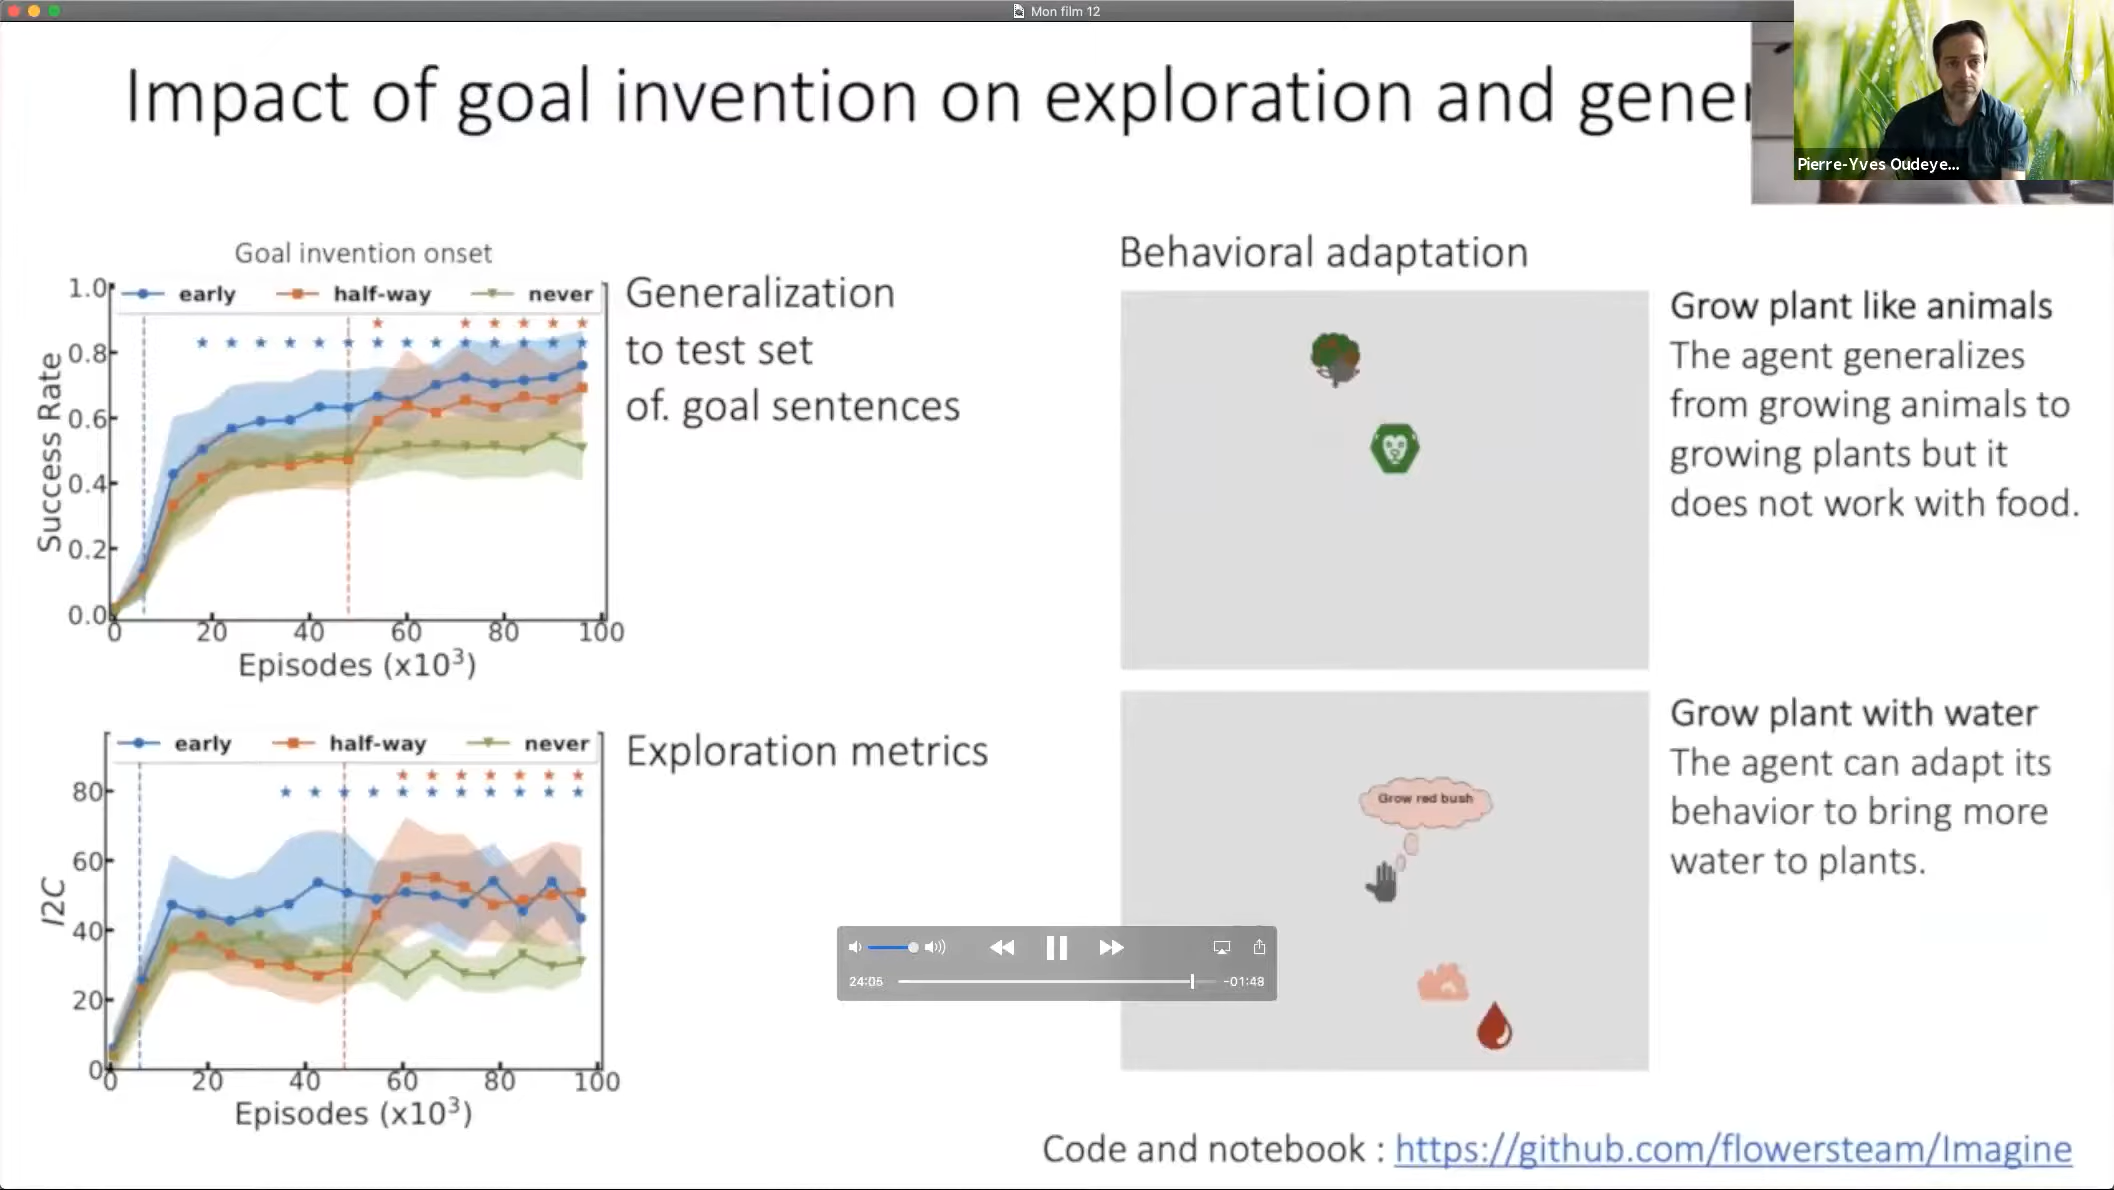 Mon film 12
Impact of goal invention on exploration and gener
Pierre-Yves Oudeye...
Goal invention onset
early half-way never
1.0
0.8
0.6
0.4
0.2
0.0
Success Rate
0 20 40 60 80 100
Episodes (x10³)
Generalization
to test set
of. goal sentences
early half-way never
80
60
40
20
0
I2C
0 20 40 60 80 100
Episodes (x10³)
Exploration metrics
24:05 -01:48
Behavioral adaptation
Grow plant like animals
The agent generalizes
from growing animals to
growing plants but it
does not work with food.
Grow red bush
Grow plant with water
The agent can adapt its
behavior to bring more
water to plants.
Code and notebook : https://github.com/flowersteam/Imagine